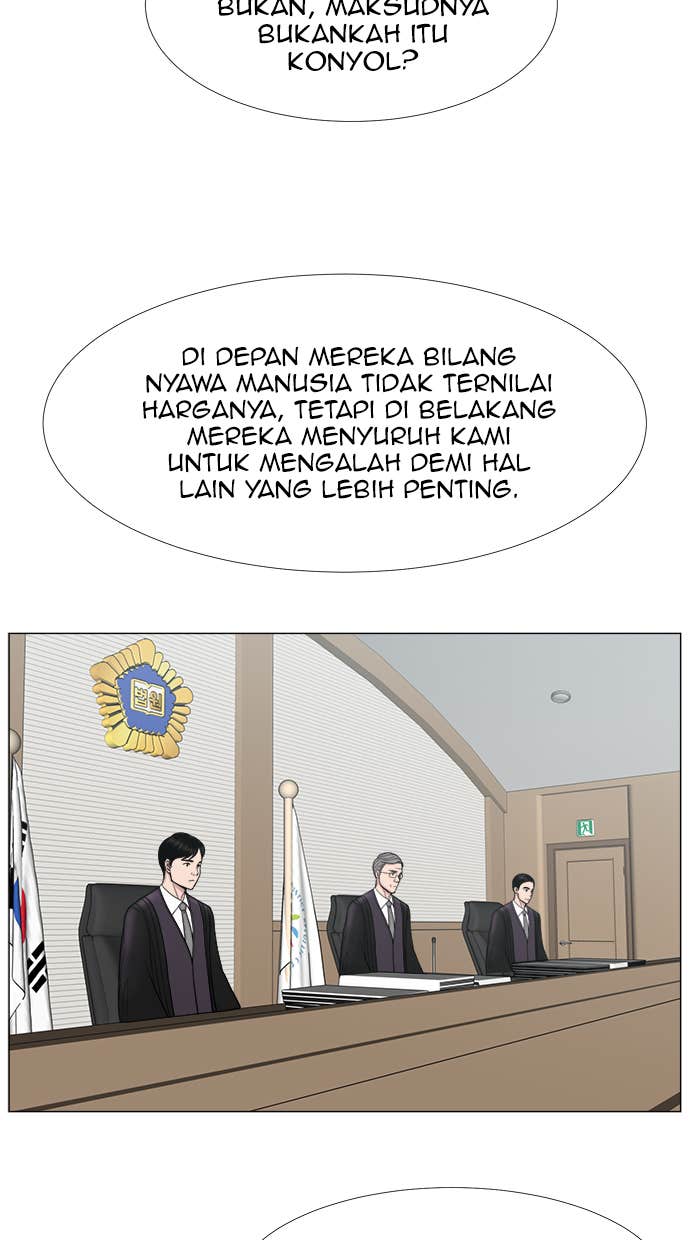 BUKAN, MAKSUDNYA
BUKANKAH ITU
KONYOL?
DI DEPAN MEREKA BILANG
NYAWA MANUSIA TIDAK TERNILAI
HARGANYA, TETAPI DI BELAKANG
MEREKA MENYURUH KAMI
UNTUK MENGALAH DEMI HAL
LAIN YANG LEBIH PENTING.
법원